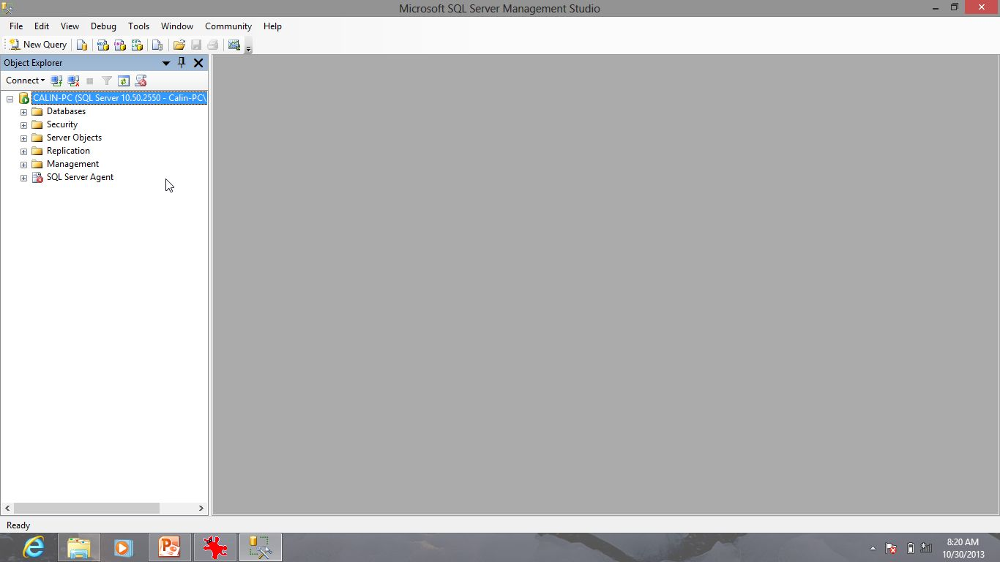 Microsoft SQL Server Management Studio
File Edit View Debug Tools Window Community Help
New Query
Object Explorer
Connect
CALIN-PC (SQL Server 10.50.2550 - Calin-PC\
Databases
Security
Server Objects
Replication
Management
SQL Server Agent
Ready
8:20 AM
10/30/2013